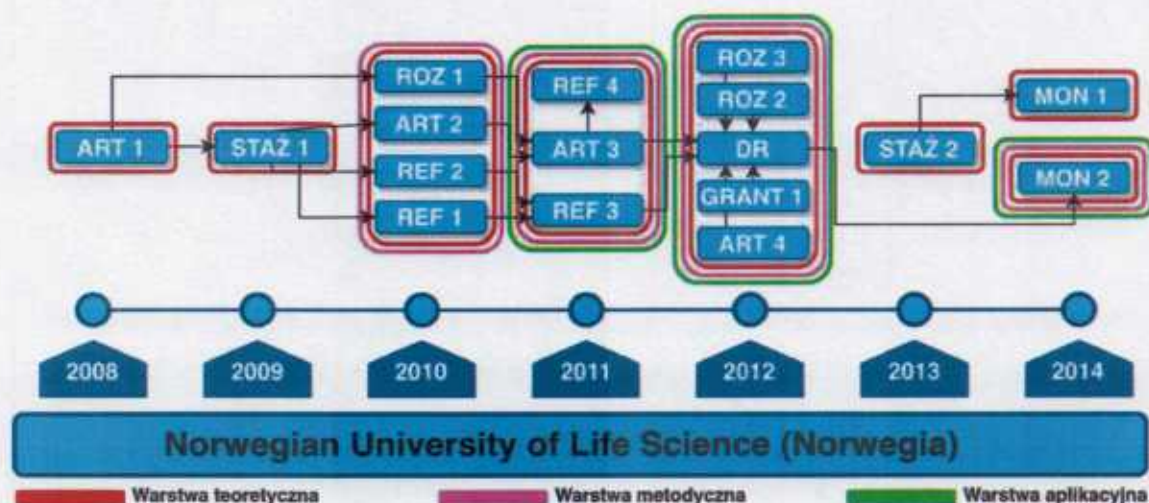 ROZ 3
ROZ 1
REF 4
ROZ 2
MON 1
ART 1
STAŻ 1
ART 2
ART 3
DR
STAŻ 2
REF 2
MON 2
GRANT 1
REF 1
REF 3
ART 4
2008 2009 2010 2011 2012 2013 2014
Norwegian University of Life Science (Norwegia)
Warstwa teoretyczna Warstwa metodyczna Warstwa aplikacyjna